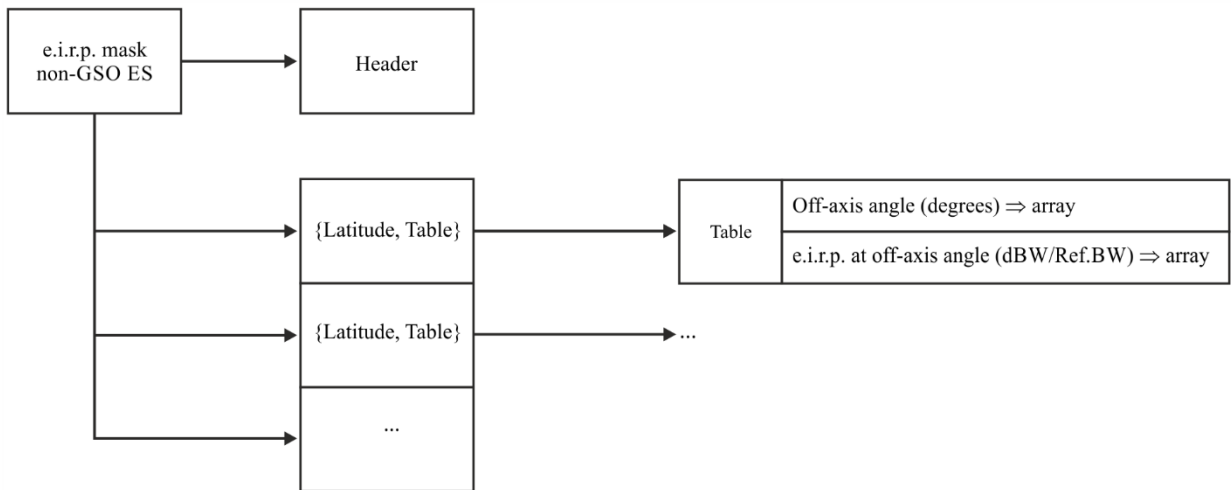 e.i.r.p. mask
non-GSO ES
Header
{Latitude, Table}
Table
Off-axis angle (degrees) ⇒ array
e.i.r.p. at off-axis angle (dBW/Ref.BW) ⇒ array
{Latitude, Table}
...
...